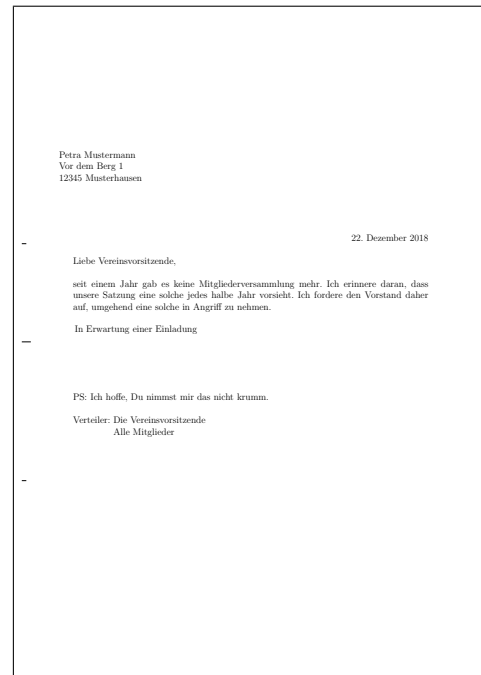 Petra Mustermann
Vor dem Berg 1
12345 Musterhausen
22. Dezember 2018
Liebe Vereinsvorsitzende,
seit einem Jahr gab es keine Mitgliederversammlung mehr. Ich erinnere daran, dass
unsere Satzung eine solche jedes halbe Jahr vorsieht. Ich fordere den Vorstand daher
auf, umgehend eine solche in Angriff zu nehmen.
In Erwartung einer Einladung
PS: Ich hoffe, Du nimmst mir das nicht krumm.
Verteiler: Die Vereinsvorsitzende
Alle Mitglieder